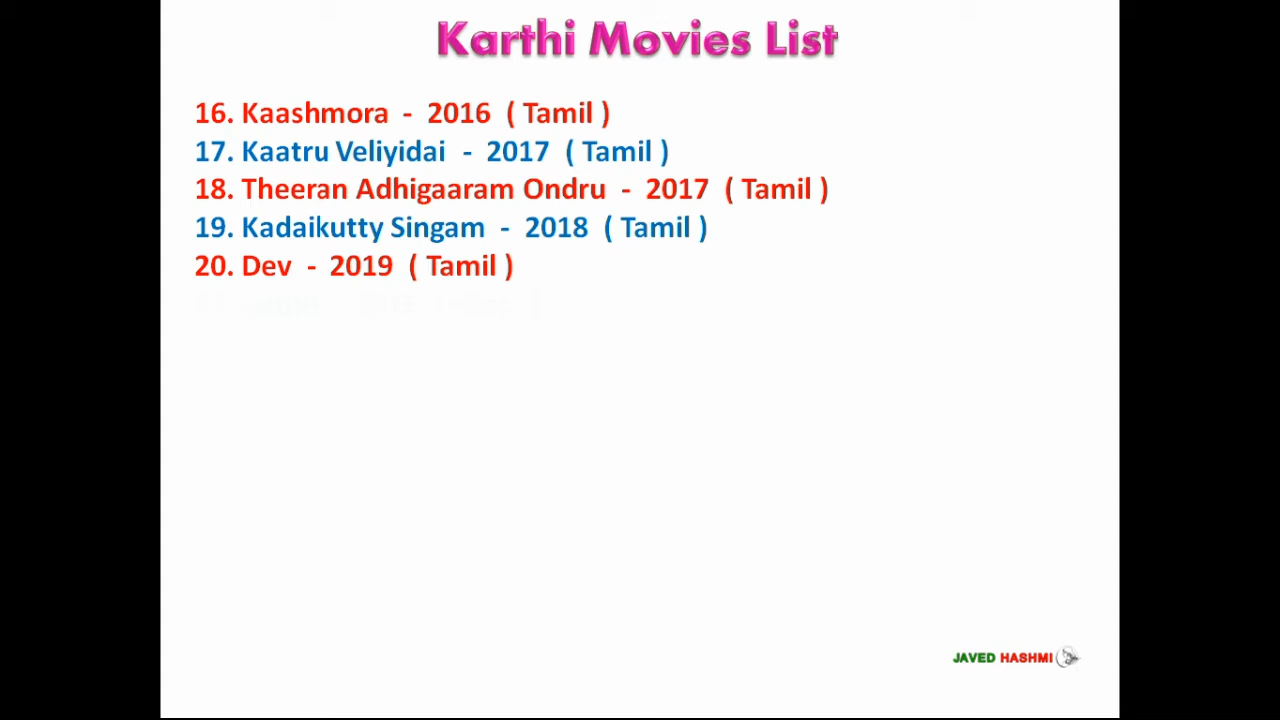 Karthi Movies List
16. Kaashmora - 2016 ( Tamil )
17. Kaatru Veliyidai - 2017 ( Tamil )
18. Theeran Adhigaaram Ondru - 2017 ( Tamil )
19. Kadaikutty Singam - 2018 ( Tamil )
20. Dev - 2019 ( Tamil )
JAVED HASHMI